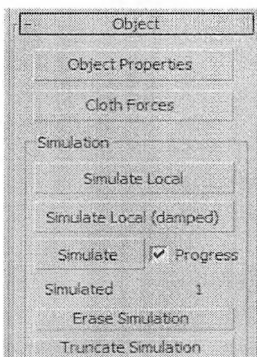 - Object
Object Properties
Cloth Forces
Simulation
Simulate Local
Simulate Local (damped)
Simulate Progress
Simulated 1
Erase Simulation
Truncate Simulation